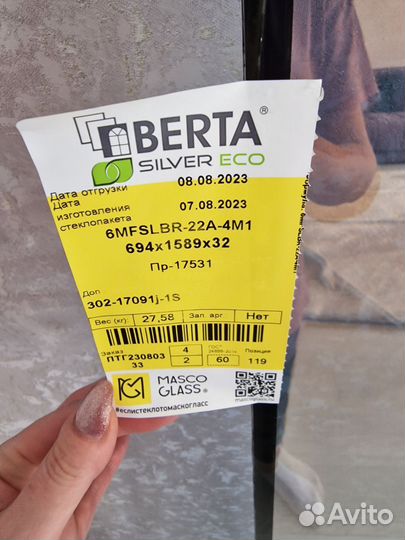 BERTA®
SILVER ECO
Дата отгрузки 08.08.2023
Дата
изготовления 07.08.2023
стеклопакета
6MFSLBR-22A-4M1
694x1589x32
Пр-17531
Доп
302-17091j-1S
Вес (кг): 27,58 Зап. арг Нет
Заказ 4 ГОСТ Позиция
ПТГ230803 2 60 119
33
MASCO
GLASS®
#еслистеклотомаскогласс
Avito